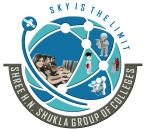 SKY IS THE LIMIT
SHREE H.N. SHUKLA GROUP OF COLLEGES